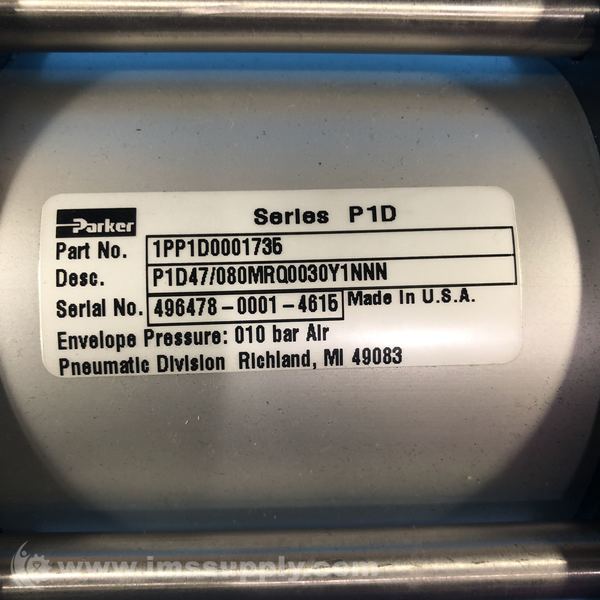 Parker
Series P1D
Part No. 1PP1D0001735
Desc. P1D47/080MRQ0030Y1NNN
Serial No. 496478-0001-4615 Made in U.S.A.
Envelope Pressure: 010 bar Air
Pneumatic Division Richland, MI 49083
www.imssupply.com